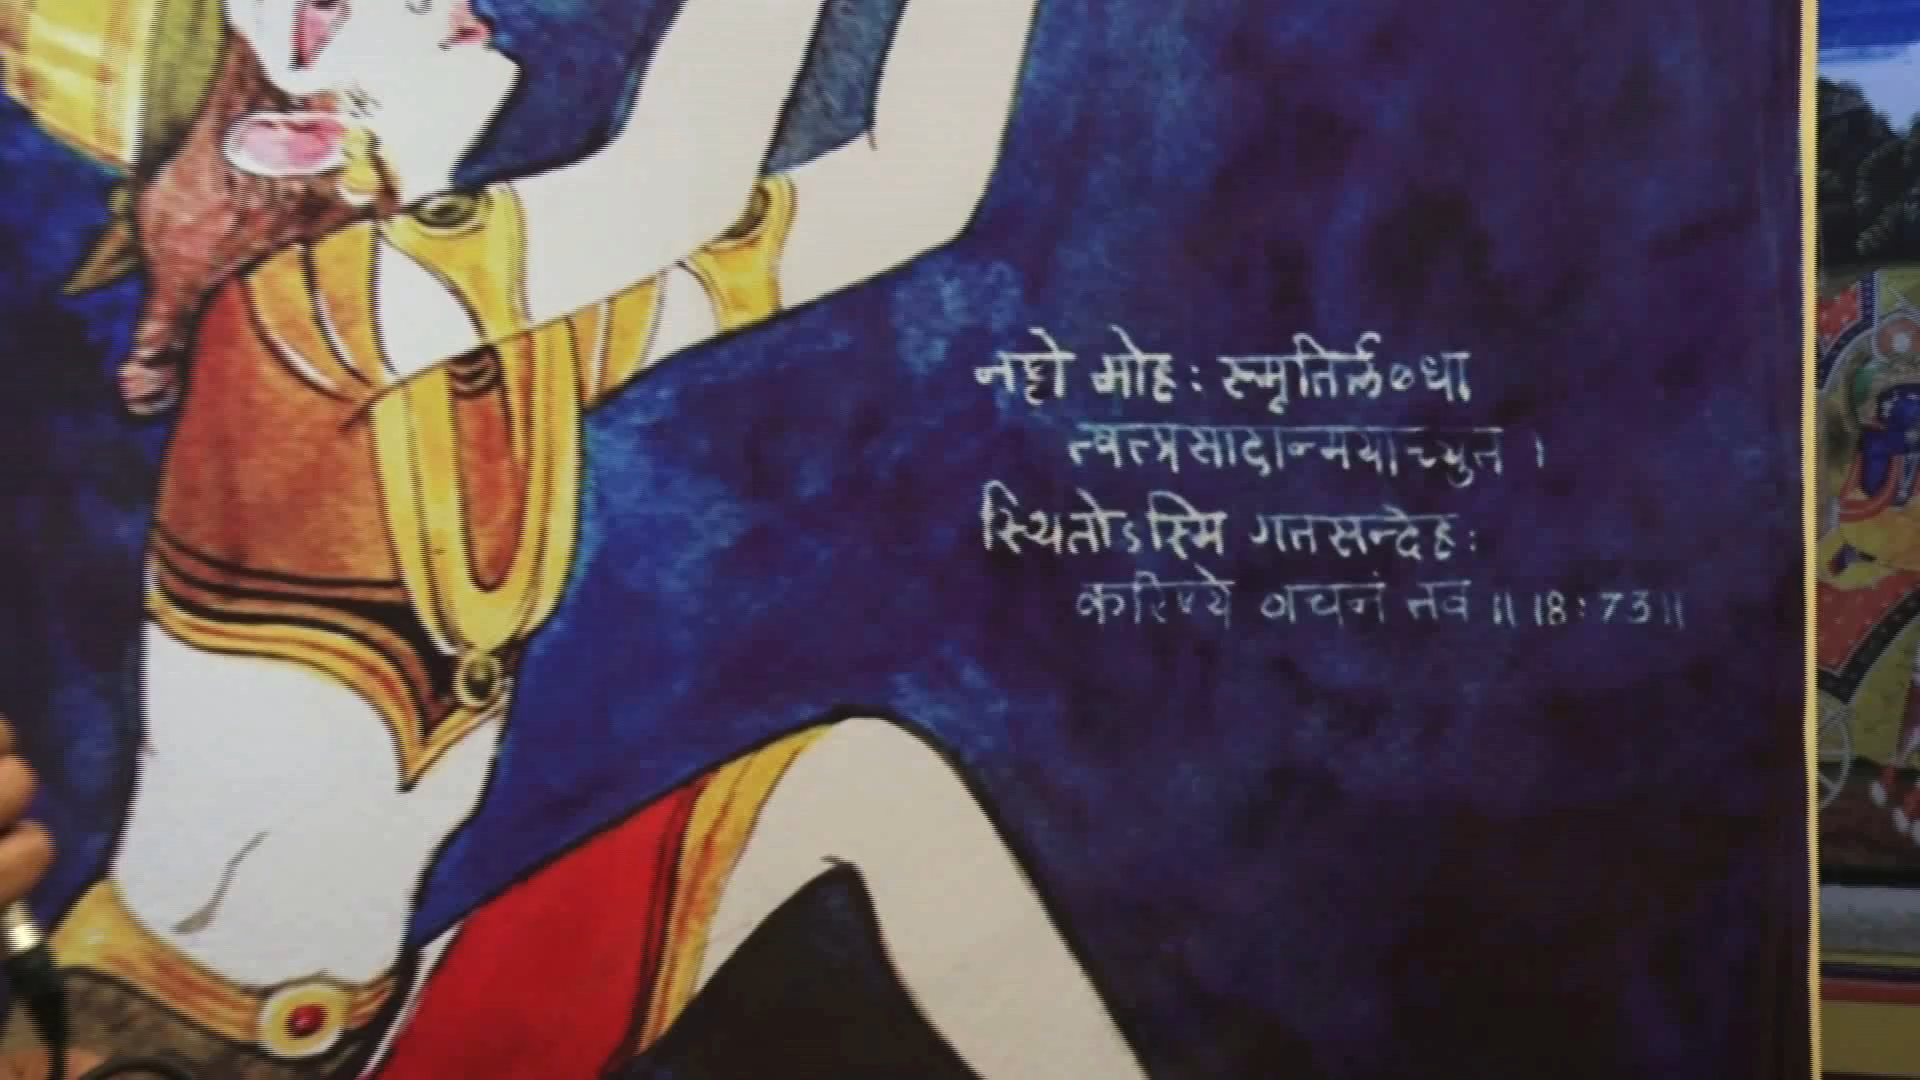 नष्टो मोहः स्मृतिर्लब्धा
त्वत्प्रसादान्मयाच्युत ।
स्थितोऽस्मि गतसन्देहः
करिष्ये वचनं तव ॥ 18:73 ॥